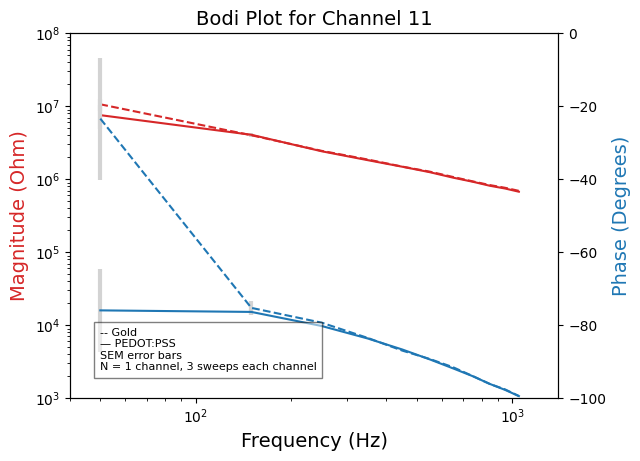 Bodi Plot for Channel 11
Magnitude (Ohm)
10^8
10^7
10^6
10^5
10^4
10^3
0
−20
−40
−60
−80
−100
Phase (Degrees)
-- Gold
— PEDOT:PSS
SEM error bars
N = 1 channel, 3 sweeps each channel
10^2
10^3
Frequency (Hz)